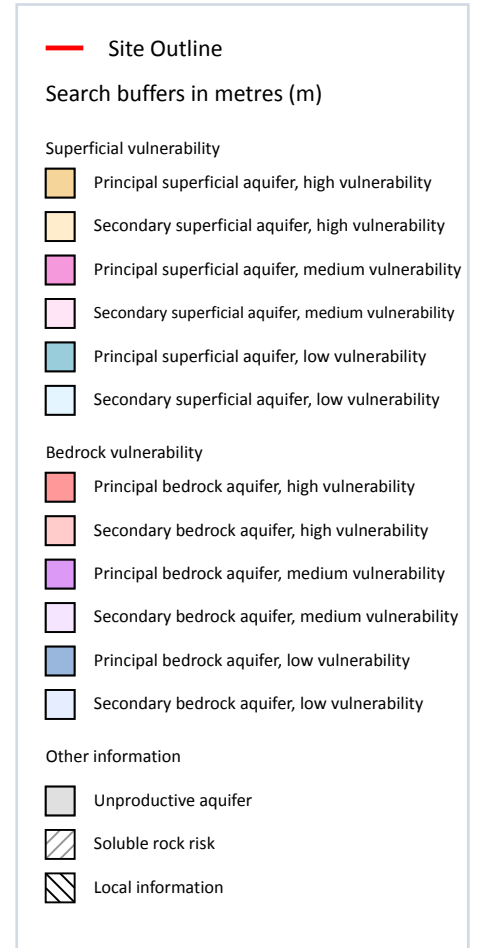 Site Outline
Search buffers in metres (m)
Superficial vulnerability
Principal superficial aquifer, high vulnerability
Secondary superficial aquifer, high vulnerability
Principal superficial aquifer, medium vulnerability
Secondary superficial aquifer, medium vulnerability
Principal superficial aquifer, low vulnerability
Secondary superficial aquifer, low vulnerability
Bedrock vulnerability
Principal bedrock aquifer, high vulnerability
Secondary bedrock aquifer, high vulnerability
Principal bedrock aquifer, medium vulnerability
Secondary bedrock aquifer, medium vulnerability
Principal bedrock aquifer, low vulnerability
Secondary bedrock aquifer, low vulnerability
Other information
Unproductive aquifer
Soluble rock risk
Local information